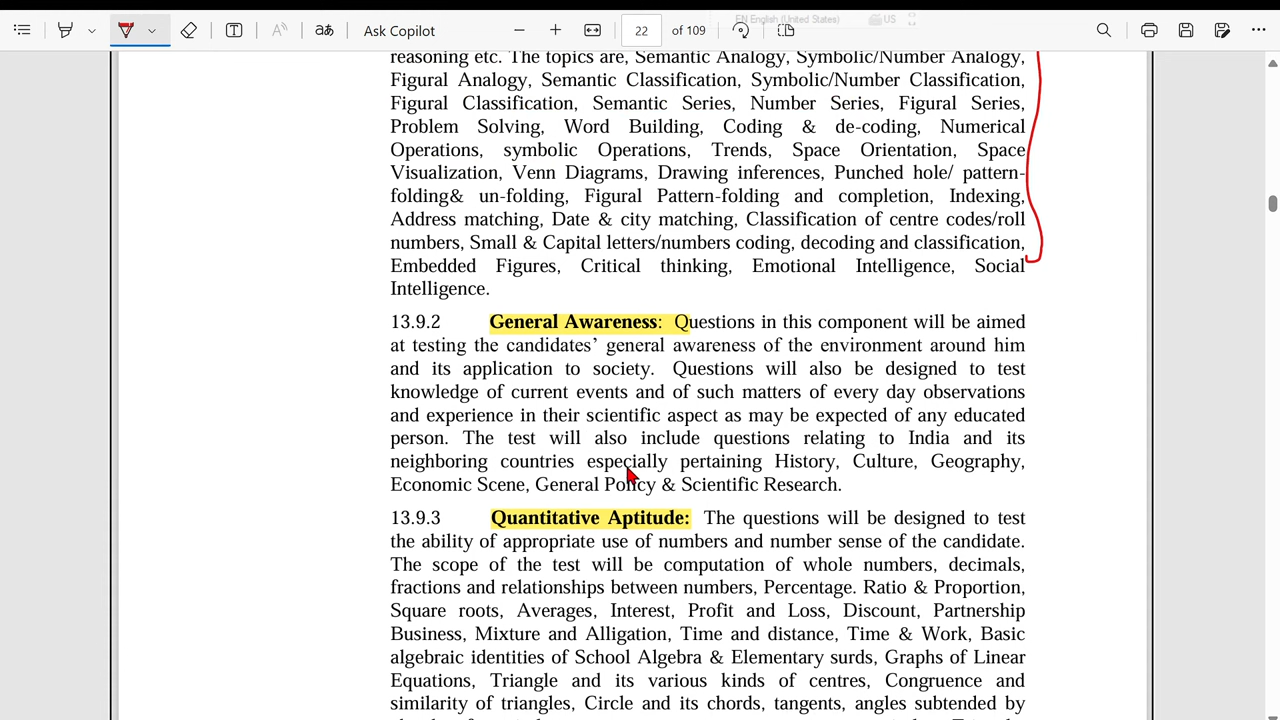 Ask Copilot
22 of 109
EN English (United States) US
reasoning etc. The topics are, Semantic Analogy, Symbolic/Number Analogy,
Figural Analogy, Semantic Classification, Symbolic/Number Classification,
Figural Classification, Semantic Series, Number Series, Figural Series,
Problem Solving, Word Building, Coding & de-coding, Numerical
Operations, symbolic Operations, Trends, Space Orientation, Space
Visualization, Venn Diagrams, Drawing inferences, Punched hole/ pattern-
folding& un-folding, Figural Pattern-folding and completion, Indexing,
Address matching, Date & city matching, Classification of centre codes/roll
numbers, Small & Capital letters/numbers coding, decoding and classification,
Embedded Figures, Critical thinking, Emotional Intelligence, Social
Intelligence.
13.9.2 General Awareness: Questions in this component will be aimed
at testing the candidates’ general awareness of the environment around him
and its application to society. Questions will also be designed to test
knowledge of current events and of such matters of every day observations
and experience in their scientific aspect as may be expected of any educated
person. The test will also include questions relating to India and its
neighboring countries especially pertaining History, Culture, Geography,
Economic Scene, General Policy & Scientific Research.
13.9.3 Quantitative Aptitude: The questions will be designed to test
the ability of appropriate use of numbers and number sense of the candidate.
The scope of the test will be computation of whole numbers, decimals,
fractions and relationships between numbers, Percentage. Ratio & Proportion,
Square roots, Averages, Interest, Profit and Loss, Discount, Partnership
Business, Mixture and Alligation, Time and distance, Time & Work, Basic
algebraic identities of School Algebra & Elementary surds, Graphs of Linear
Equations, Triangle and its various kinds of centres, Congruence and
similarity of triangles, Circle and its chords, tangents, angles subtended by